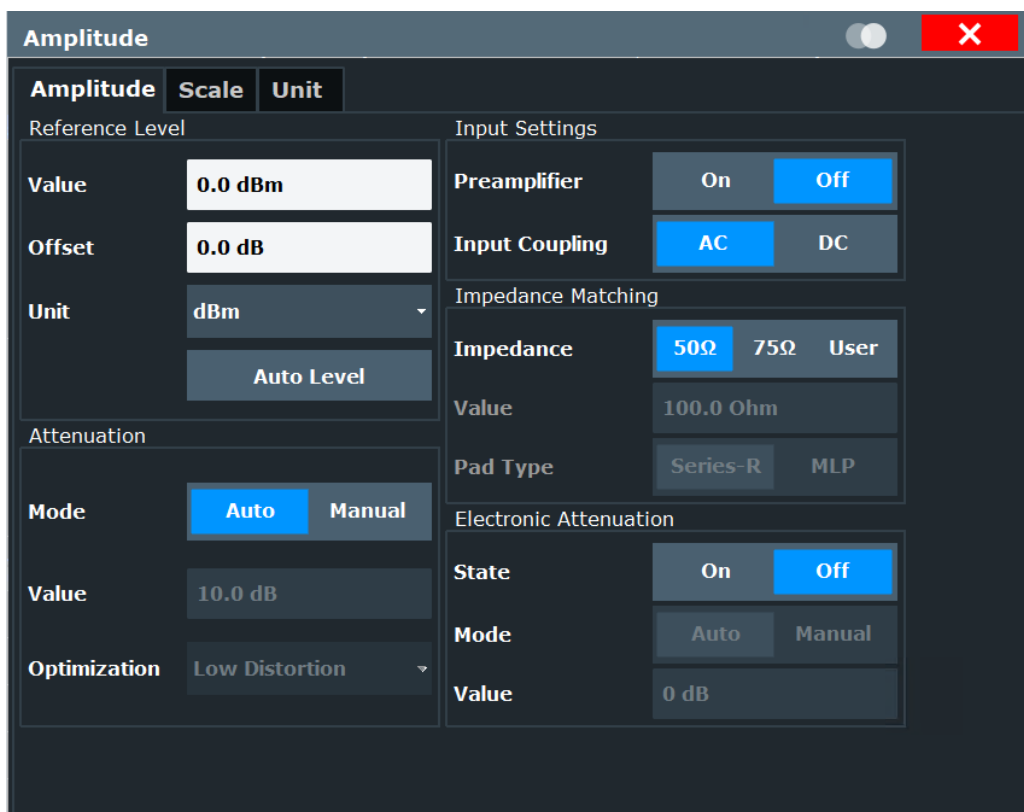 Amplitude
Amplitude Scale Unit
Reference Level
Value 0.0 dBm
Offset 0.0 dB
Unit dBm
Auto Level
Attenuation
Mode Auto Manual
Value 10.0 dB
Optimization Low Distortion
Input Settings
Preamplifier On Off
Input Coupling AC DC
Impedance Matching
Impedance 50Ω 75Ω User
Value 100.0 Ohm
Pad Type Series-R MLP
Electronic Attenuation
State On Off
Mode Auto Manual
Value 0 dB